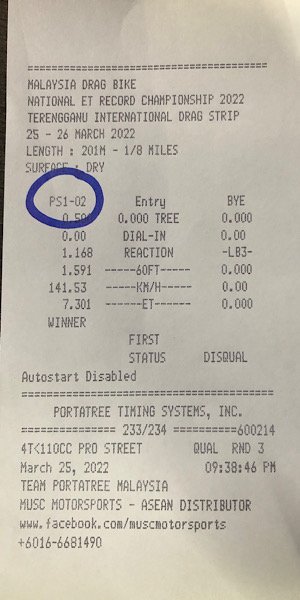 ========================================
MALAYSIA DRAG BIKE
NATIONAL ET RECORD CHAMPIONSHIP 2022
TERENGGANU INTERNATIONAL DRAG STRIP
25 - 26 MARCH 2022
LENGTH : 201M - 1/8 MILES
SURFACE : DRY
PS1-02 Entry BYE
0.500 0.000 TREE 0.000
0.00 DIAL-IN 0.00
1.168 REACTION -LB3-
1.591 ------60FT----- 0.000
141.53 ------KM/H----- 0.00
7.301 ------ET------- 0.000
WINNER
FIRST
STATUS DISQUAL
Autostart Disabled
========================================
PORTATREE TIMING SYSTEMS, INC.
=============== 233/234 ==========600214
4T<110CC PRO STREET QUAL RND 3
March 25, 2022 09:38:46 PM
TEAM PORTATREE MALAYSIA
MUSC MOTORSPORTS - ASEAN DISTRIBUTOR
www.facebook.com/muscmotorsports
+6016-6681490